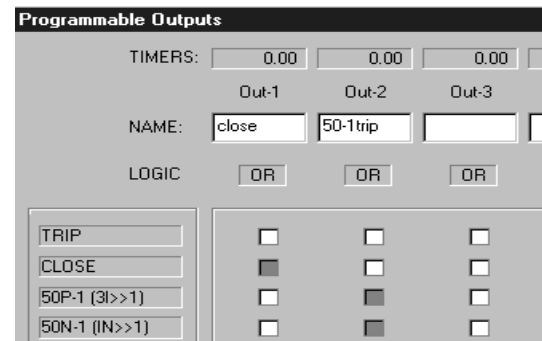 Programmable Outputs
TIMERS: 0.00 0.00 0.00
Out-1 Out-2 Out-3
NAME: close 50-1trip
LOGIC OR OR OR
TRIP
CLOSE
50P-1 (3I>>1)
50N-1 (IN>>1)